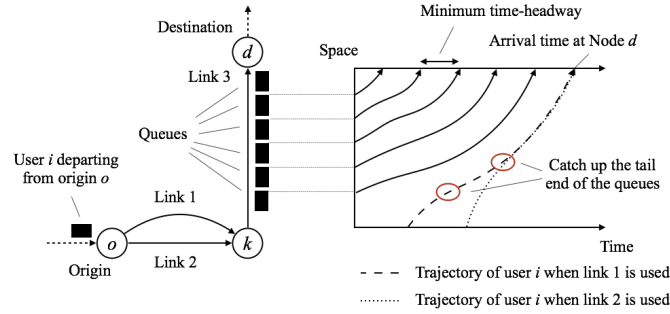 Destination
d
Link 3
Queues
User i departing
from origin o
Link 1
o
k
Link 2
Origin
Minimum time-headway
Space
Arrival time at Node d
Catch up the tail
end of the queues
Time
Trajectory of user i when link 1 is used
Trajectory of user i when link 2 is used